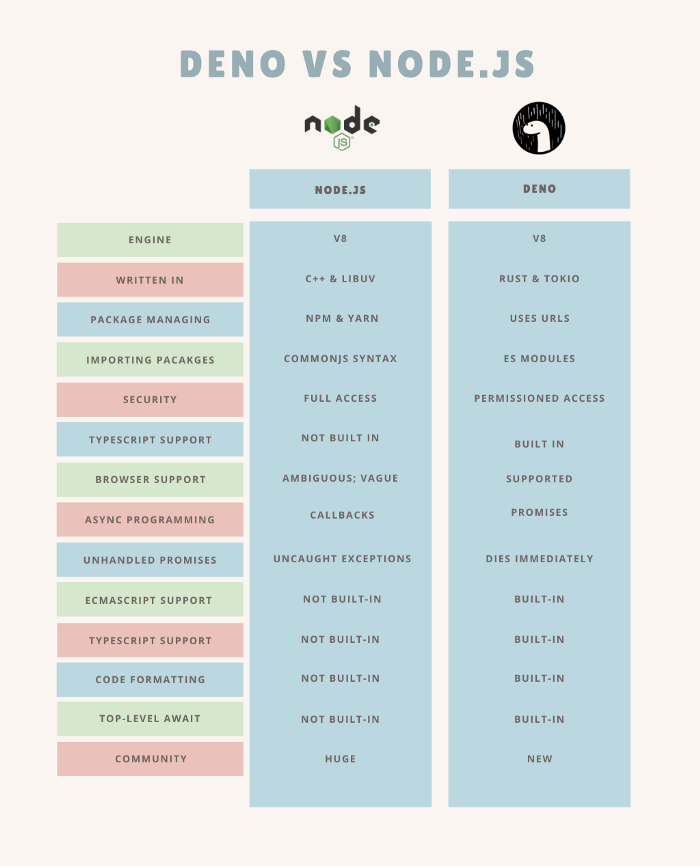 DENO VS NODE.JS
node
JS
NODE.JS DENO
ENGINE V8 V8
WRITTEN IN C++ & LIBUV RUST & TOKIO
PACKAGE MANAGING NPM & YARN USES URLS
IMPORTING PACAKGES COMMONJS SYNTAX ES MODULES
SECURITY FULL ACCESS PERMISSIONED ACCESS
TYPESCRIPT SUPPORT NOT BUILT IN BUILT IN
BROWSER SUPPORT AMBIGUOUS; VAGUE SUPPORTED
ASYNC PROGRAMMING CALLBACKS PROMISES
UNHANDLED PROMISES UNCAUGHT EXCEPTIONS DIES IMMEDIATELY
ECMASCRIPT SUPPORT NOT BUILT-IN BUILT-IN
TYPESCRIPT SUPPORT NOT BUILT-IN BUILT-IN
CODE FORMATTING NOT BUILT-IN BUILT-IN
TOP-LEVEL AWAIT NOT BUILT-IN BUILT-IN
COMMUNITY HUGE NEW